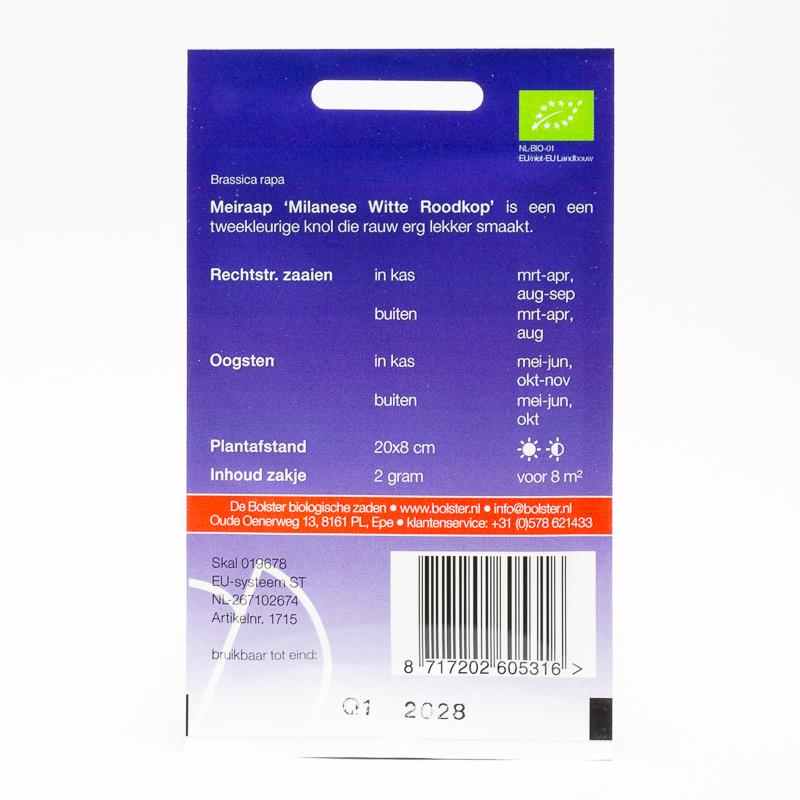 NL-BIO-01
EU/niet-EU Landbouw
Brassica rapa
Meiraap ‘Milanese Witte Roodkop’ is een een
tweekleurige knol die rauw erg lekker smaakt.
Rechtstr. zaaien in kas mrt-apr,
aug-sep
buiten mrt-apr,
aug
Oogsten in kas mei-jun,
okt-nov
buiten mei-jun,
okt
Plantafstand 20x8 cm
Inhoud zakje 2 gram voor 8 m²
De Bolster biologische zaden ● www.bolster.nl ● info@bolster.nl
Oude Oenerweg 13, 8161 PL, Epe ● klantenservice: +31 (0)578 621433
Skal 019678
EU-systeem ST
NL-267102674
Artikelnr. 1715
bruikbaar tot eind:
8 717202 605316 >
Q1 2028